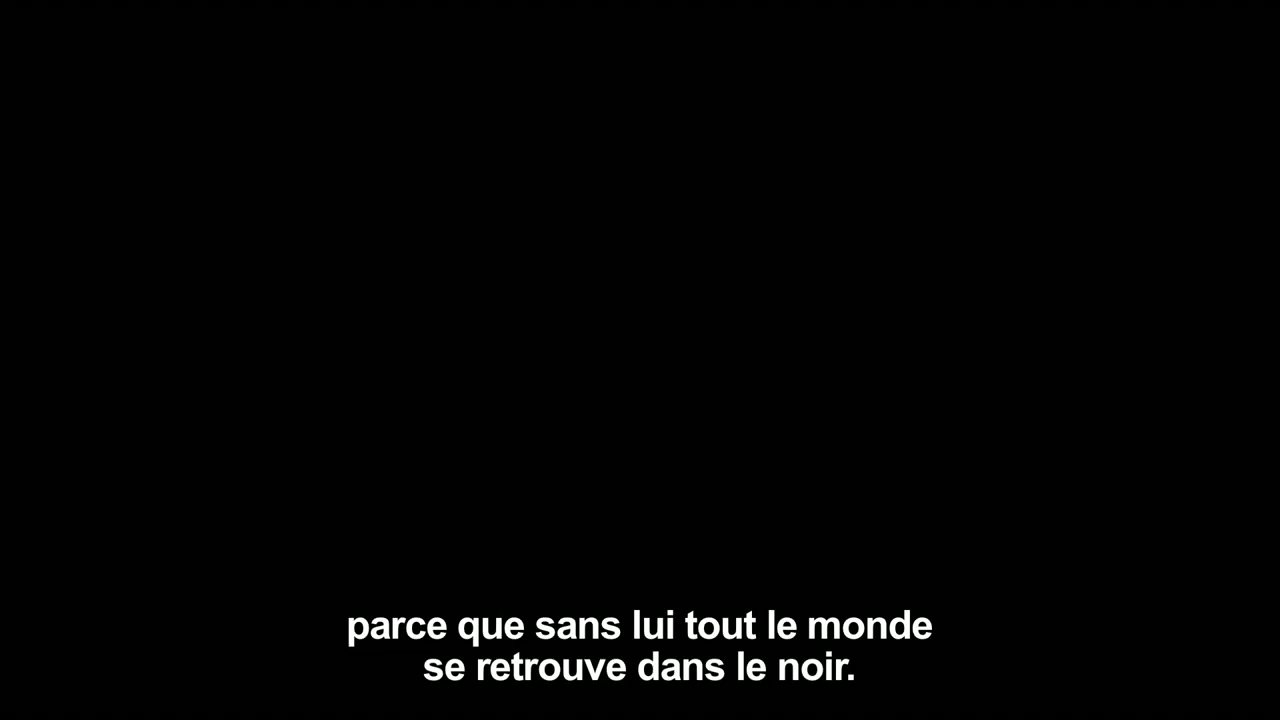 parce que sans lui tout le monde
se retrouve dans le noir.